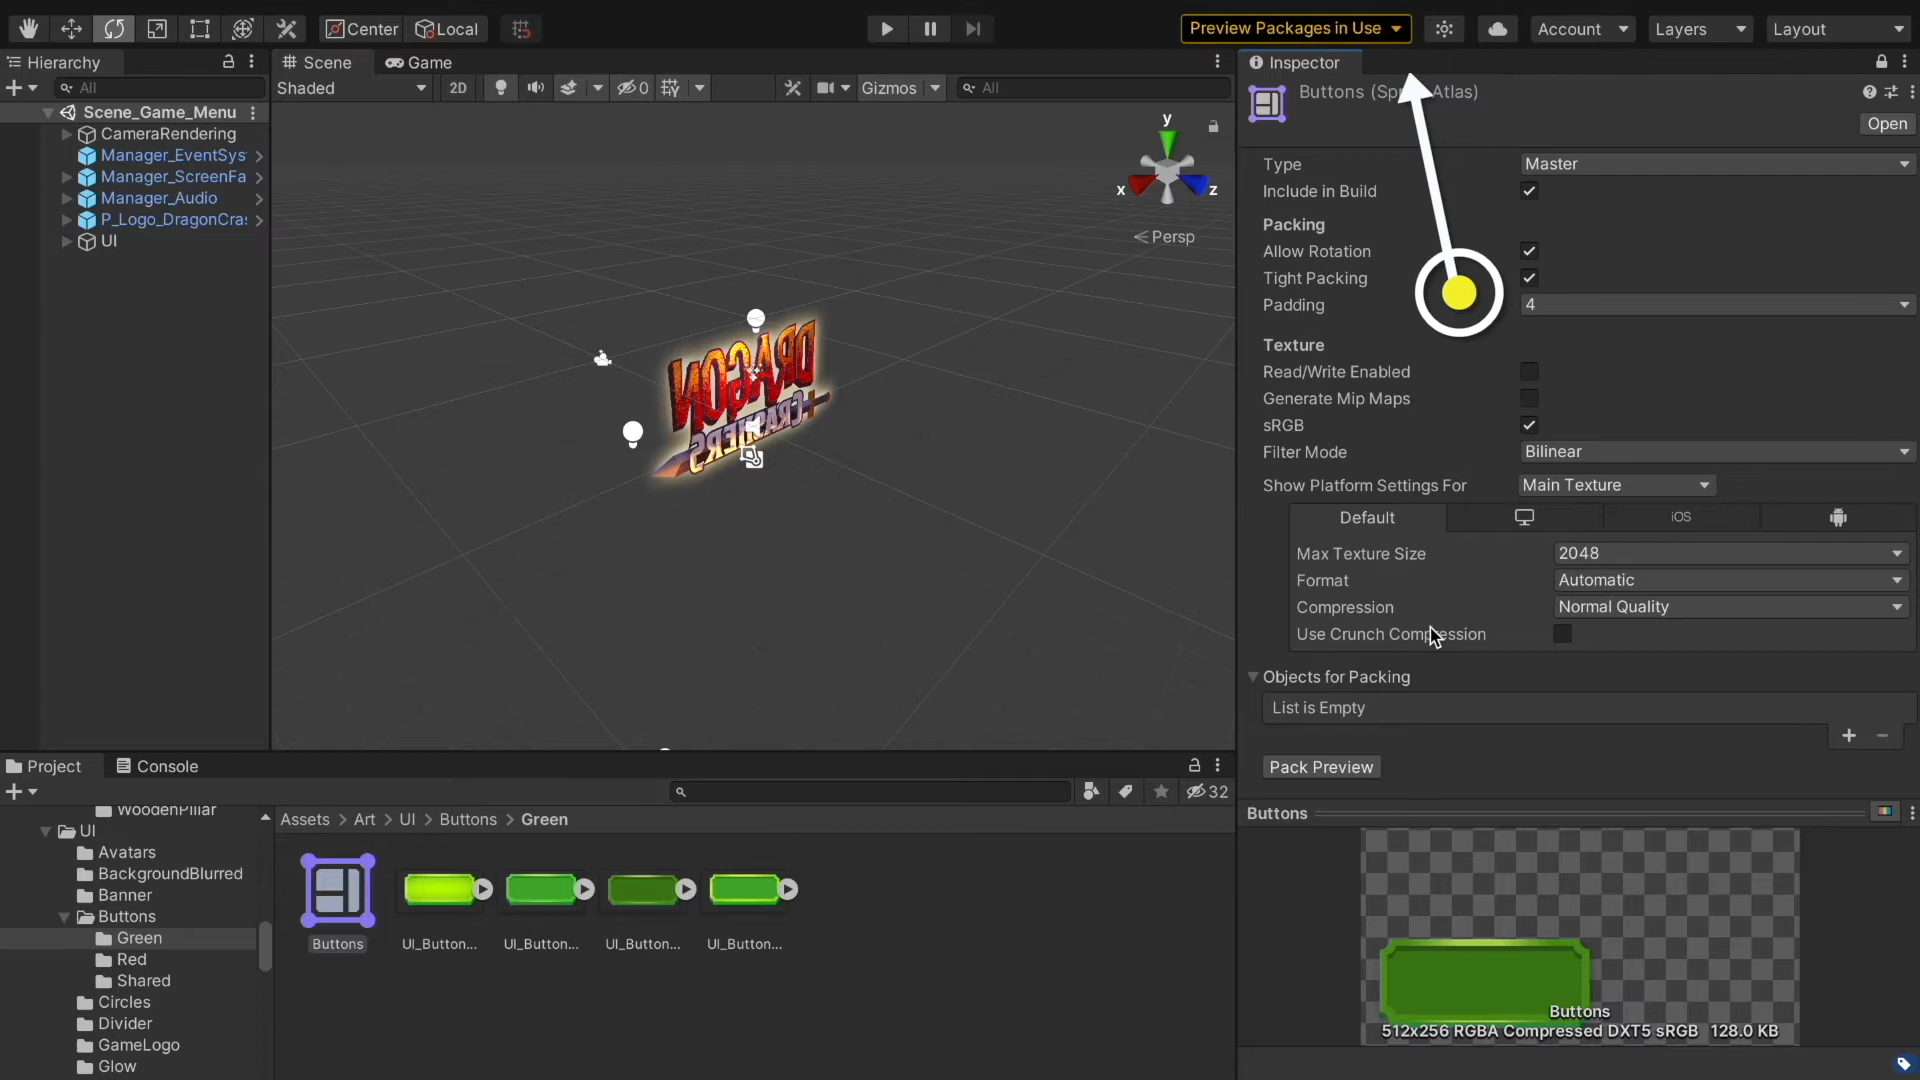 Center
Local
Preview Packages in Use
Account
Layers
Layout
Hierarchy
All
Scene_Game_Menu
CameraRendering
Manager_EventSys
Manager_ScreenFa
Manager_Audio
P_Logo_DragonCras
UI
Scene
Game
Shaded
2D
0
Gizmos
All
y
x
z
Persp
DRAGON
CRASHERS
Inspector
Buttons (Spr Atlas)
Open
Type
Master
Include in Build
Packing
Allow Rotation
Tight Packing
Padding
4
Texture
Read/Write Enabled
Generate Mip Maps
sRGB
Filter Mode
Bilinear
Show Platform Settings For
Main Texture
Default
iOS
Max Texture Size
2048
Format
Automatic
Compression
Normal Quality
Use Crunch Compression
Objects for Packing
List is Empty
Pack Preview
Buttons
Buttons
512x256 RGBA Compressed DXT5 sRGB 128.0 KB
Project
Console
32
WoodenPillar
UI
Avatars
BackgroundBlurred
Banner
Buttons
Green
Red
Shared
Circles
Divider
GameLogo
Glow
Assets > Art > UI > Buttons > Green
Buttons
UI_Button...
UI_Button...
UI_Button...
UI_Button...